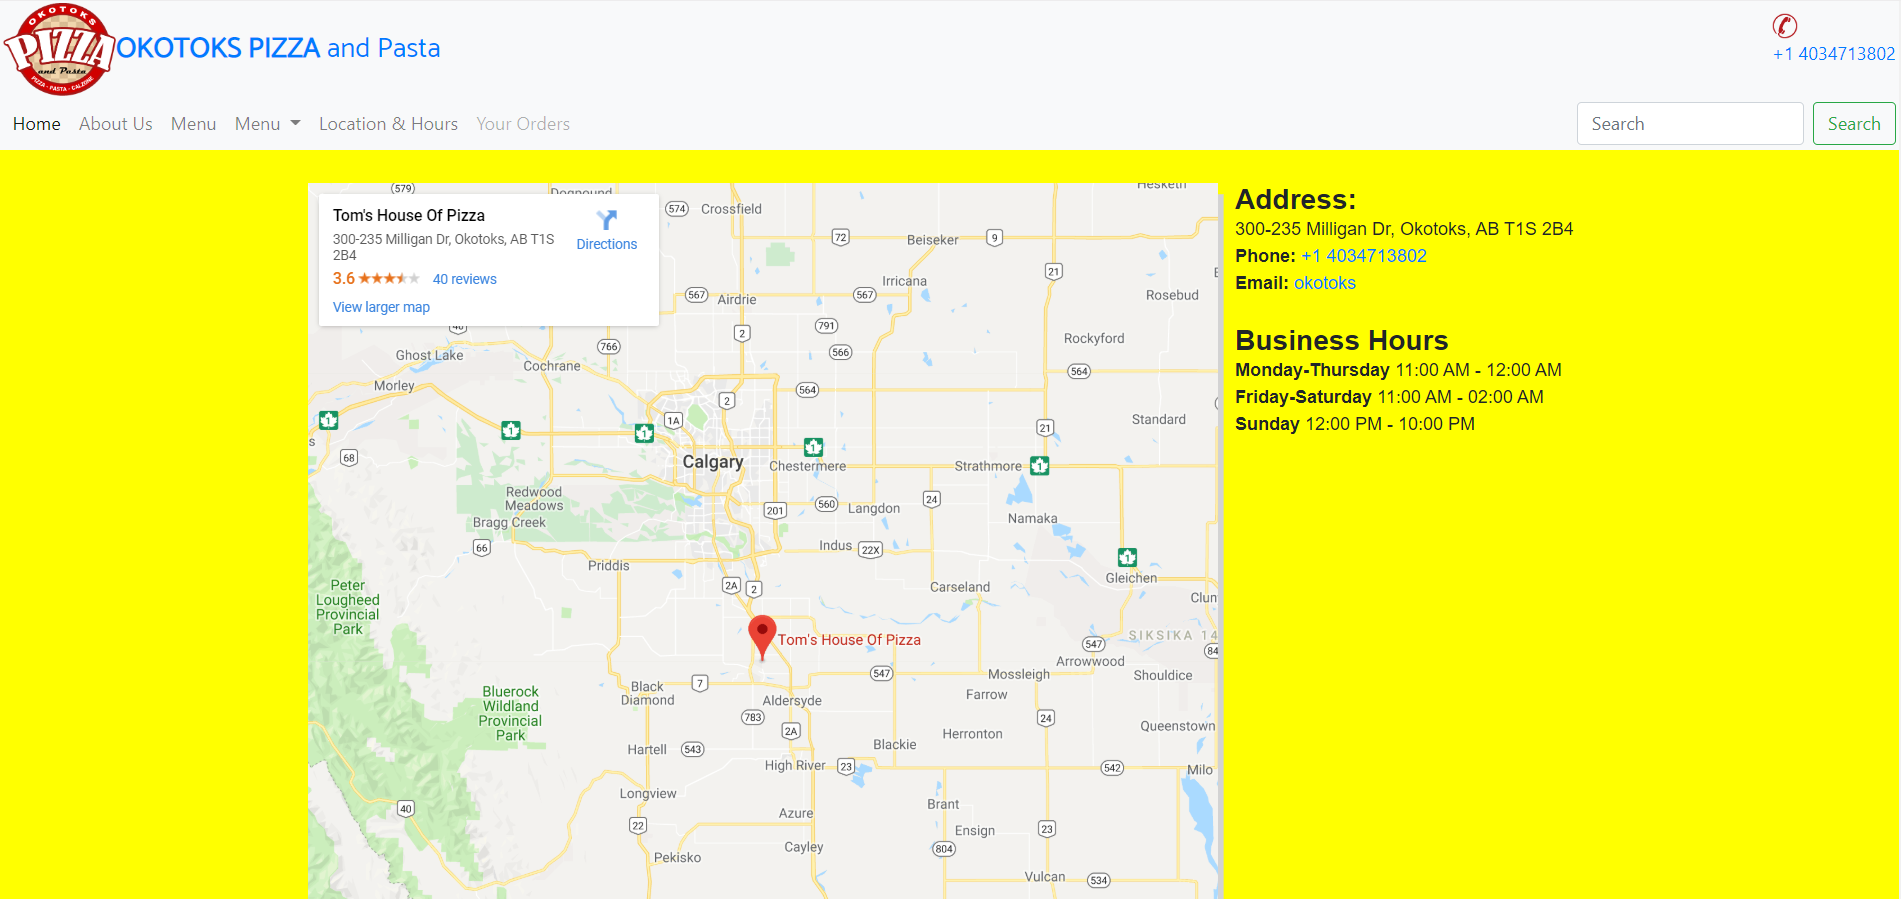 OKOTOKS
PIZZA
and Pasta
PIZZA - PASTA - CALZONE
OKOTOKS PIZZA and Pasta
+1 4034713802
Home About Us Menu Menu Location & Hours Your Orders
Search Search
Tom's House Of Pizza
300-235 Milligan Dr, Okotoks, AB T1S
2B4
Directions
3.6 40 reviews
View larger map
579
Hesketh
574 Crossfield
72 Beiseker 9
21
Irricana
567 Airdrie 567 Rosebud
2 791
766 566 Rockyford
Ghost Lake
Cochrane 564
Morley 564
2
1 1A Standard
1 1 21
68 Calgary 1
Chestermere Strathmore 1
Redwood
Meadows
24
Bragg Creek 201 560 Langdon
Namaka
66 Indus 22X
Priddis 1
Gleichen
2A 2 Carseland
Peter
Lougheed
Provincial
Park
Clun
Tom's House Of Pizza
SIKSIKA 14
547
84
Arrowwood
547 Mossleigh Shouldice
Black
Diamond
7
Bluerock
Wildland
Provincial
Park
Aldersyde Farrow
783 24
2A Queenstown
Herronton
Hartell 543 Blackie
High River 23 542 Milo
Longview
40 Brant
Azure
22 Ensign 23
Cayley 804
Pekisko
Vulcan 534
Address:
300-235 Milligan Dr, Okotoks, AB T1S 2B4
Phone: +1 4034713802
Email: okotoks
Business Hours
Monday-Thursday 11:00 AM - 12:00 AM
Friday-Saturday 11:00 AM - 02:00 AM
Sunday 12:00 PM - 10:00 PM